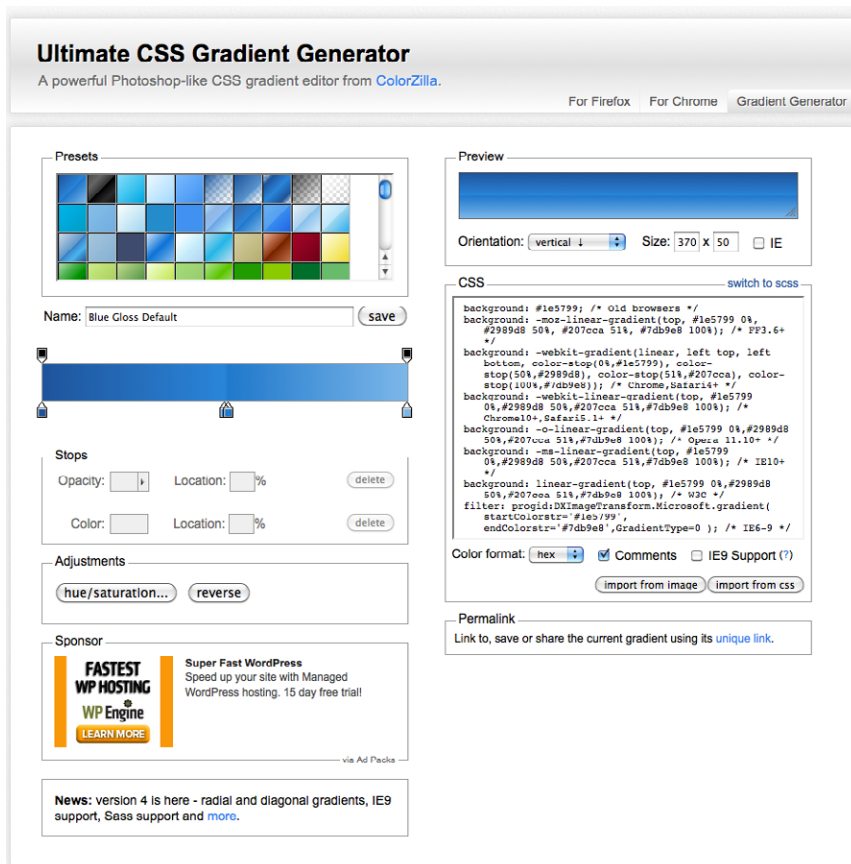 Ultimate CSS Gradient Generator
A powerful Photoshop-like CSS gradient editor from ColorZilla.
For Firefox For Chrome Gradient Generator
Presets
Name: Blue Gloss Default save
Stops
Opacity: Location: % delete
Color: Location: % delete
Adjustments
hue/saturation... reverse
Sponsor
FASTEST
WP HOSTING
WP Engine
LEARN MORE
Super Fast WordPress
Speed up your site with Managed
WordPress hosting. 15 day free trial!
via Ad Packs
News: version 4 is here - radial and diagonal gradients, IE9
support, Sass support and more.
Preview
Orientation: vertical ↓ Size: 370 x 50 IE
CSS switch to scss
background: #1e5799; /* Old browsers */
background: -moz-linear-gradient(top, #1e5799 0%,
#2989d8 50%, #207cca 51%, #7db9e8 100%); /* FF3.6+
*/
background: -webkit-gradient(linear, left top, left
bottom, color-stop(0%,#1e5799), color-
stop(50%,#2989d8), color-stop(51%,#207cca), color-
stop(100%,#7db9e8)); /* Chrome,Safari4+ */
background: -webkit-linear-gradient(top, #1e5799
0%,#2989d8 50%,#207cca 51%,#7db9e8 100%); /*
Chrome10+,Safari5.1+ */
background: -o-linear-gradient(top, #1e5799 0%,#2989d8
50%,#207cca 51%,#7db9e8 100%); /* Opera 11.10+ */
background: -ms-linear-gradient(top, #1e5799
0%,#2989d8 50%,#207cca 51%,#7db9e8 100%); /* IE10+
*/
background: linear-gradient(top, #1e5799 0%,#2989d8
50%,#207cca 51%,#7db9e8 100%); /* W3C */
filter: progid:DXImageTransform.Microsoft.gradient(
startColorstr='#1e5799',
endColorstr='#7db9e8',GradientType=0 ); /* IE6-9 */
Color format: hex Comments IE9 Support (?)
import from image import from css
Permalink
Link to, save or share the current gradient using its unique link.